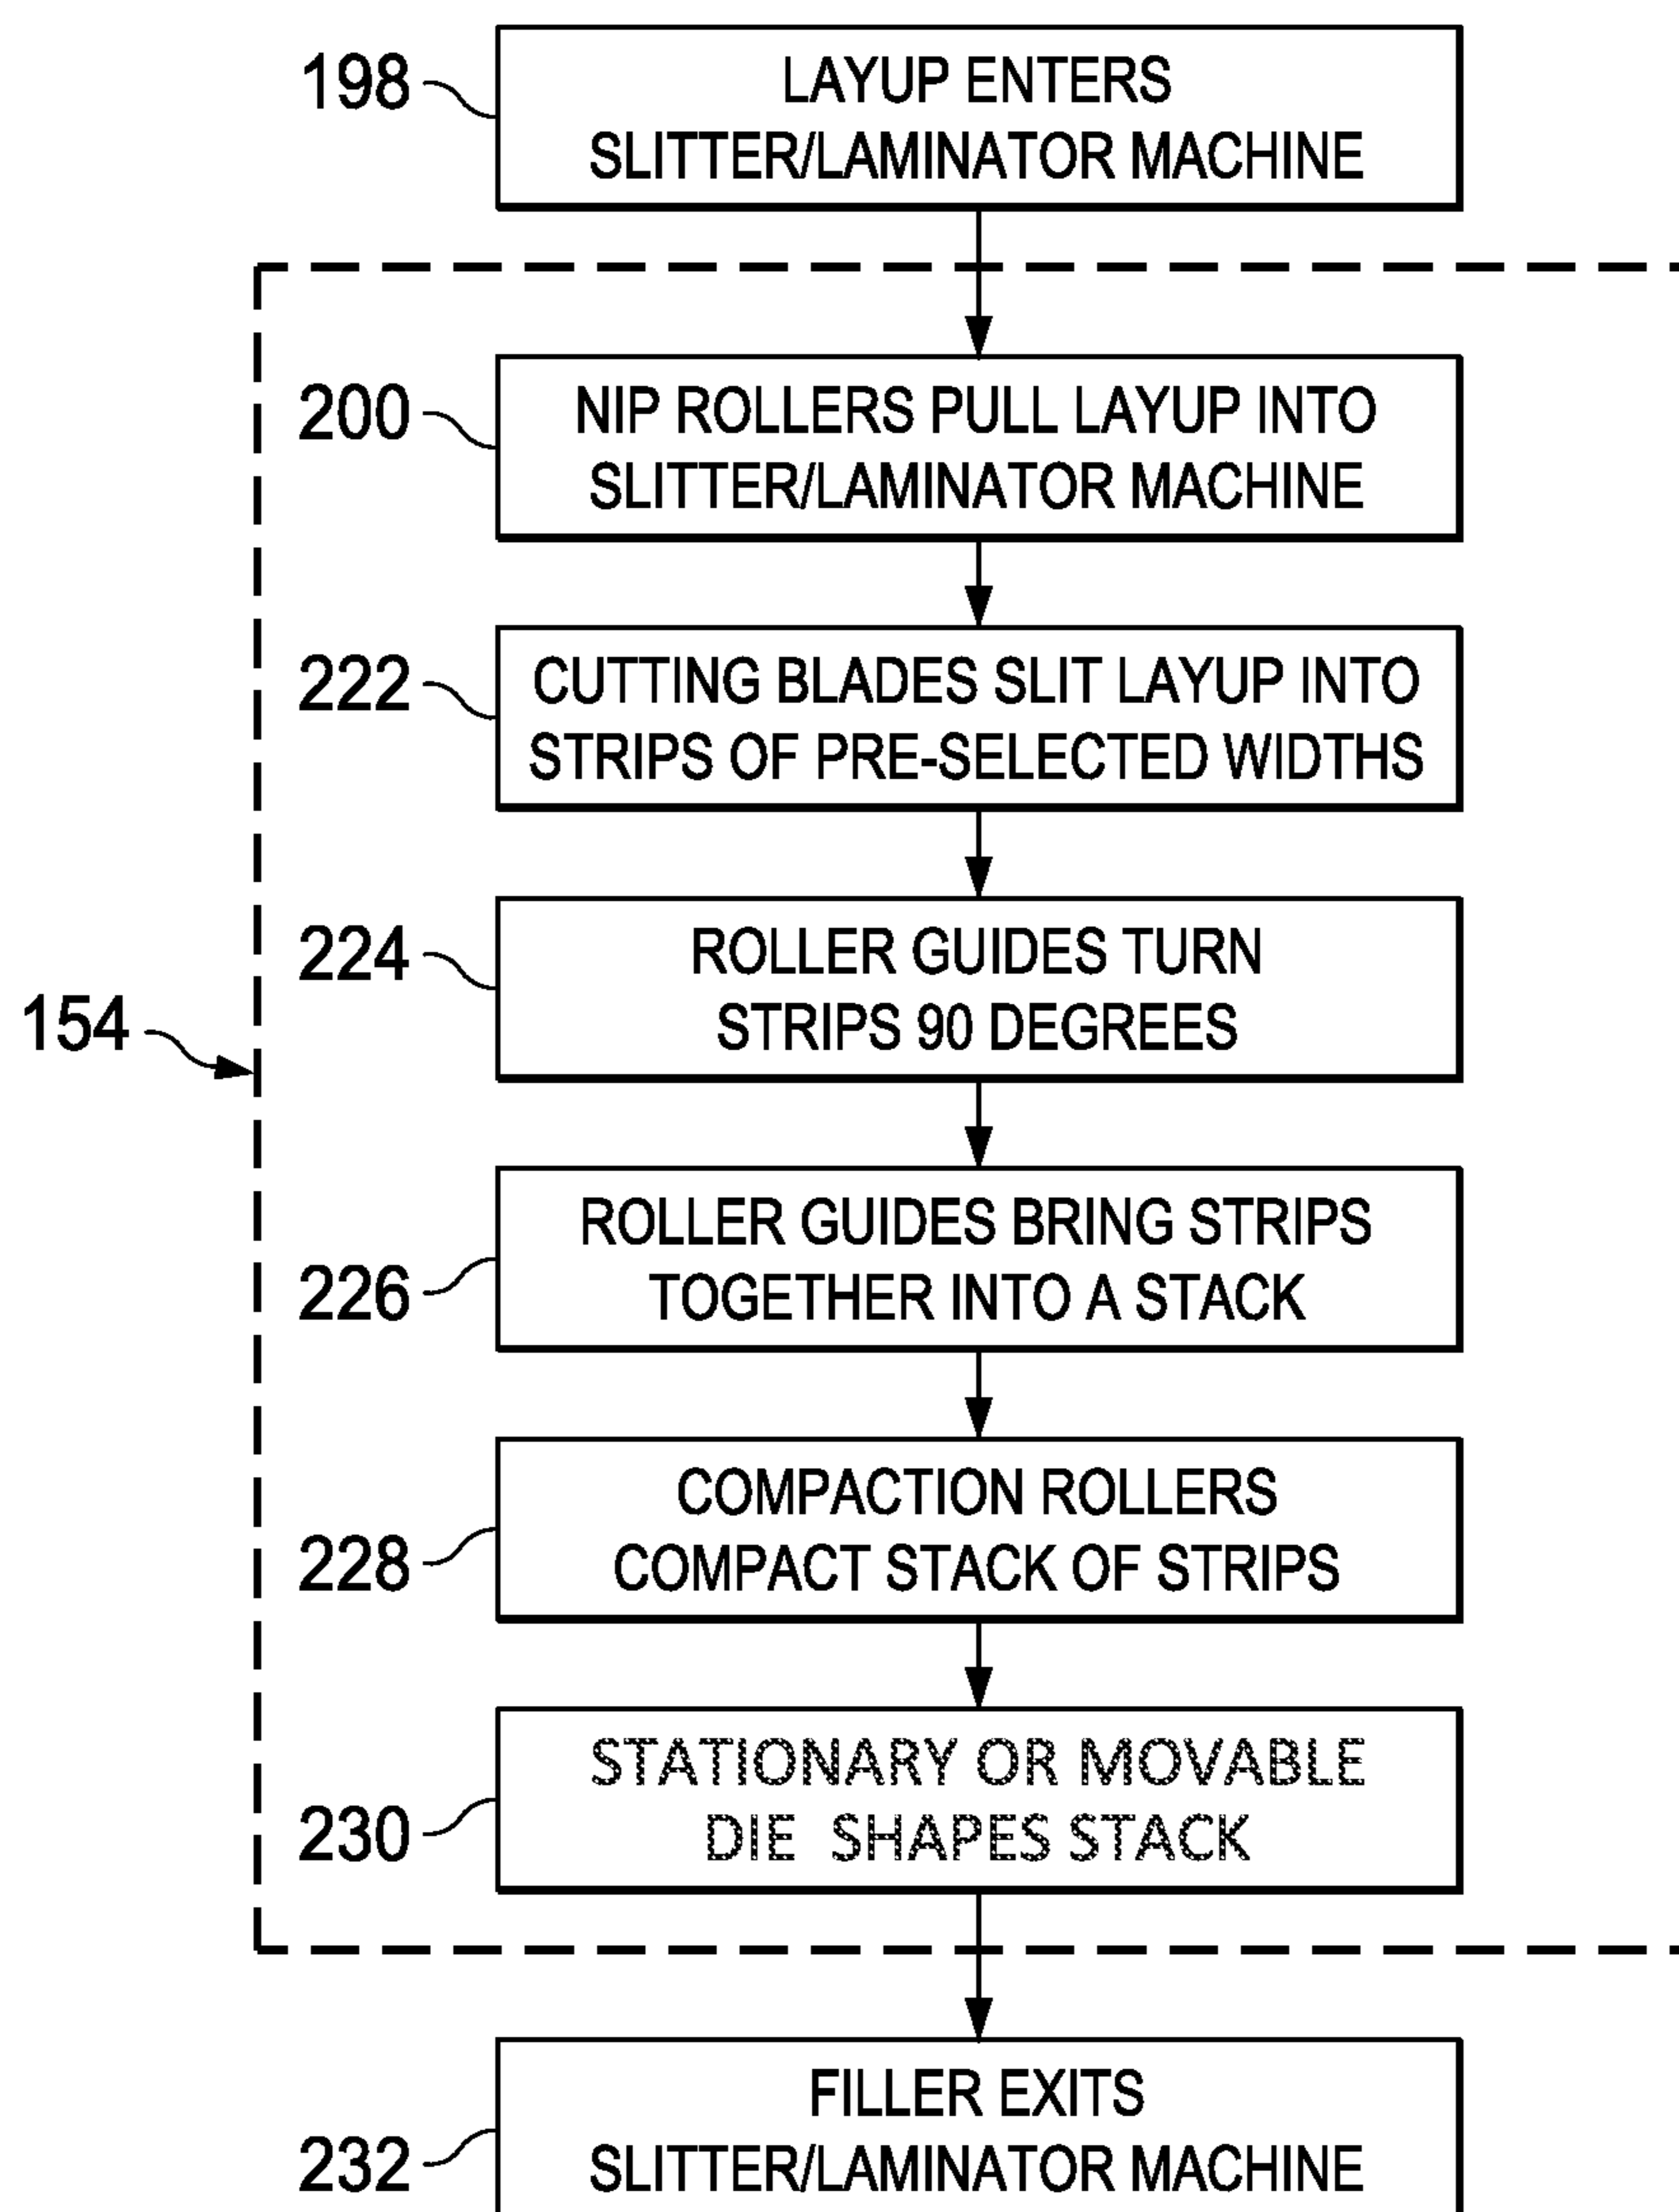 198
LAYUP ENTERS
SLITTER/LAMINATOR MACHINE
200
NIP ROLLERS PULL LAYUP INTO
SLITTER/LAMINATOR MACHINE
222
CUTTING BLADES SLIT LAYUP INTO
STRIPS OF PRE-SELECTED WIDTHS
224
ROLLER GUIDES TURN
STRIPS 90 DEGREES
154
226
ROLLER GUIDES BRING STRIPS
TOGETHER INTO A STACK
228
COMPACTION ROLLERS
COMPACT STACK OF STRIPS
230
STATIONARY OR MOVABLE
DIE SHAPES STACK
232
FILLER EXITS
SLITTER/LAMINATOR MACHINE